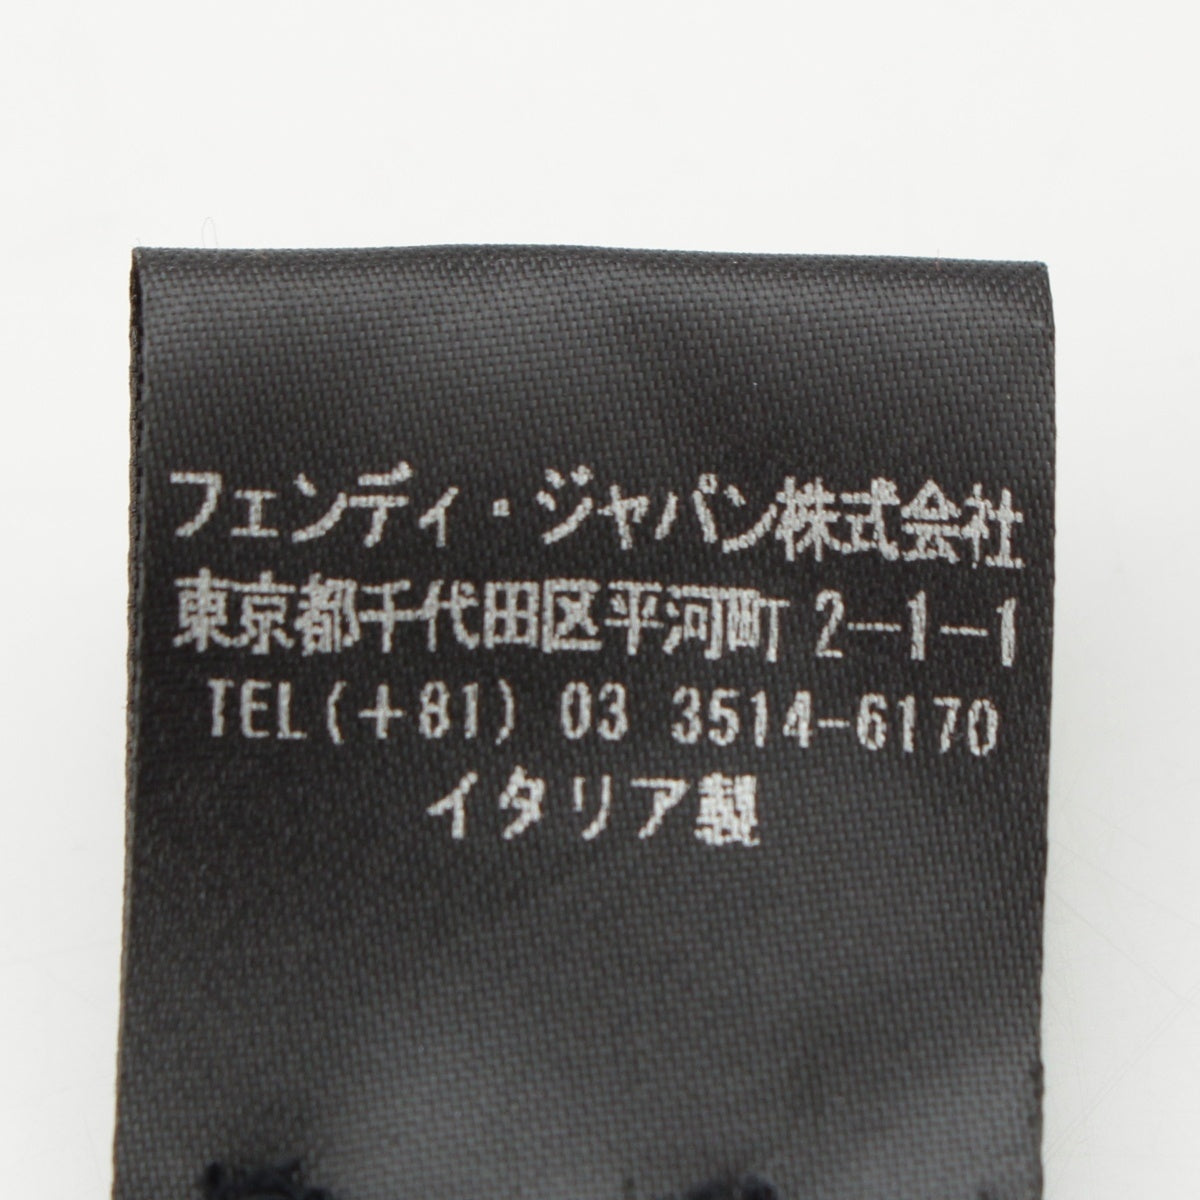 フェンディ・ジャパン株式会社
東京都千代田区平河町 2-1-1
TEL(+81) 03 3514-6170
イタリア製